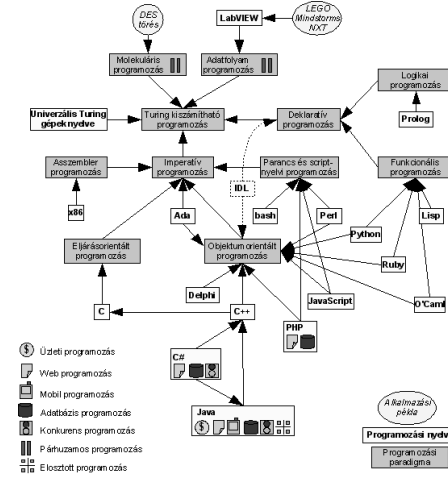 DES
törés
LEGO
Mindstorms
NXT
LabVIEW
Molekuláris
programozás
Adatfolyam
programozás
Logikai
programozás
Univerzális Turing
gépek nyelve
Turing kiszámítható
programozás
Deklaratív
programozás
Prolog
Asszembler
programozás
Imperatív
programozás
Parancs és script-
nyelvi programozás
Funkcionális
programozás
IDL
x86
Ada
bash
Perl
Lisp
Python
Eljárásorientált
programozás
Objektumorientált
programozás
Ruby
Delphi
JavaScript
O'Caml
C
C++
PHP
C#
Java
Üzleti programozás
Web programozás
Mobil programozás
Adatbázis programozás
Konkurens programozás
Párhuzamos programozás
Elosztott programozás
Alkalmazási
példa
Programozási nyelv
Programozási
paradigma